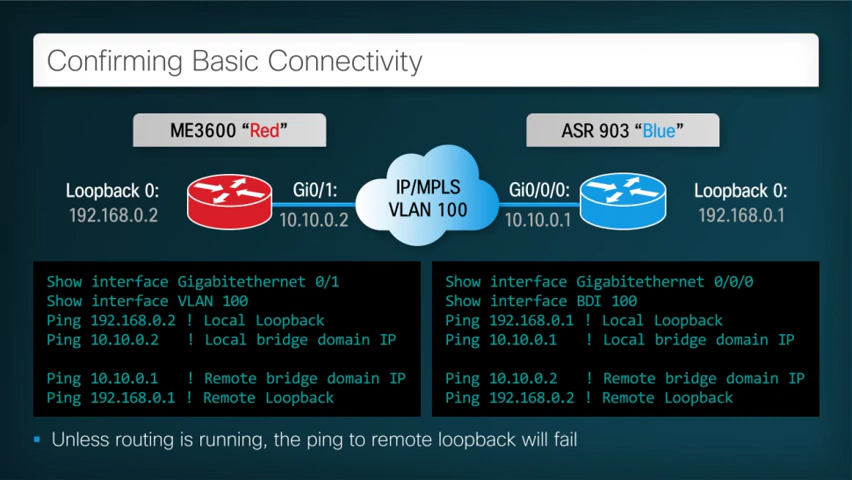 Confirming Basic Connectivity
ME3600 “Red”
ASR 903 “Blue”
Loopback 0:
192.168.0.2
Gi0/1:
10.10.0.2
IP/MPLS
VLAN 100
Gi0/0/0:
10.10.0.1
Loopback 0:
192.168.0.1
Show interface Gigabitethernet 0/1
Show interface VLAN 100
Ping 192.168.0.2 ! Local Loopback
Ping 10.10.0.2 ! Local bridge domain IP
Ping 10.10.0.1 ! Remote bridge domain IP
Ping 192.168.0.1 ! Remote Loopback
Show interface Gigabitethernet 0/0/0
Show interface BDI 100
Ping 192.168.0.1 ! Local Loopback
Ping 10.10.0.1 ! Local bridge domain IP
Ping 10.10.0.2 ! Remote bridge domain IP
Ping 192.168.0.2 ! Remote Loopback
▪ Unless routing is running, the ping to remote loopback will fail